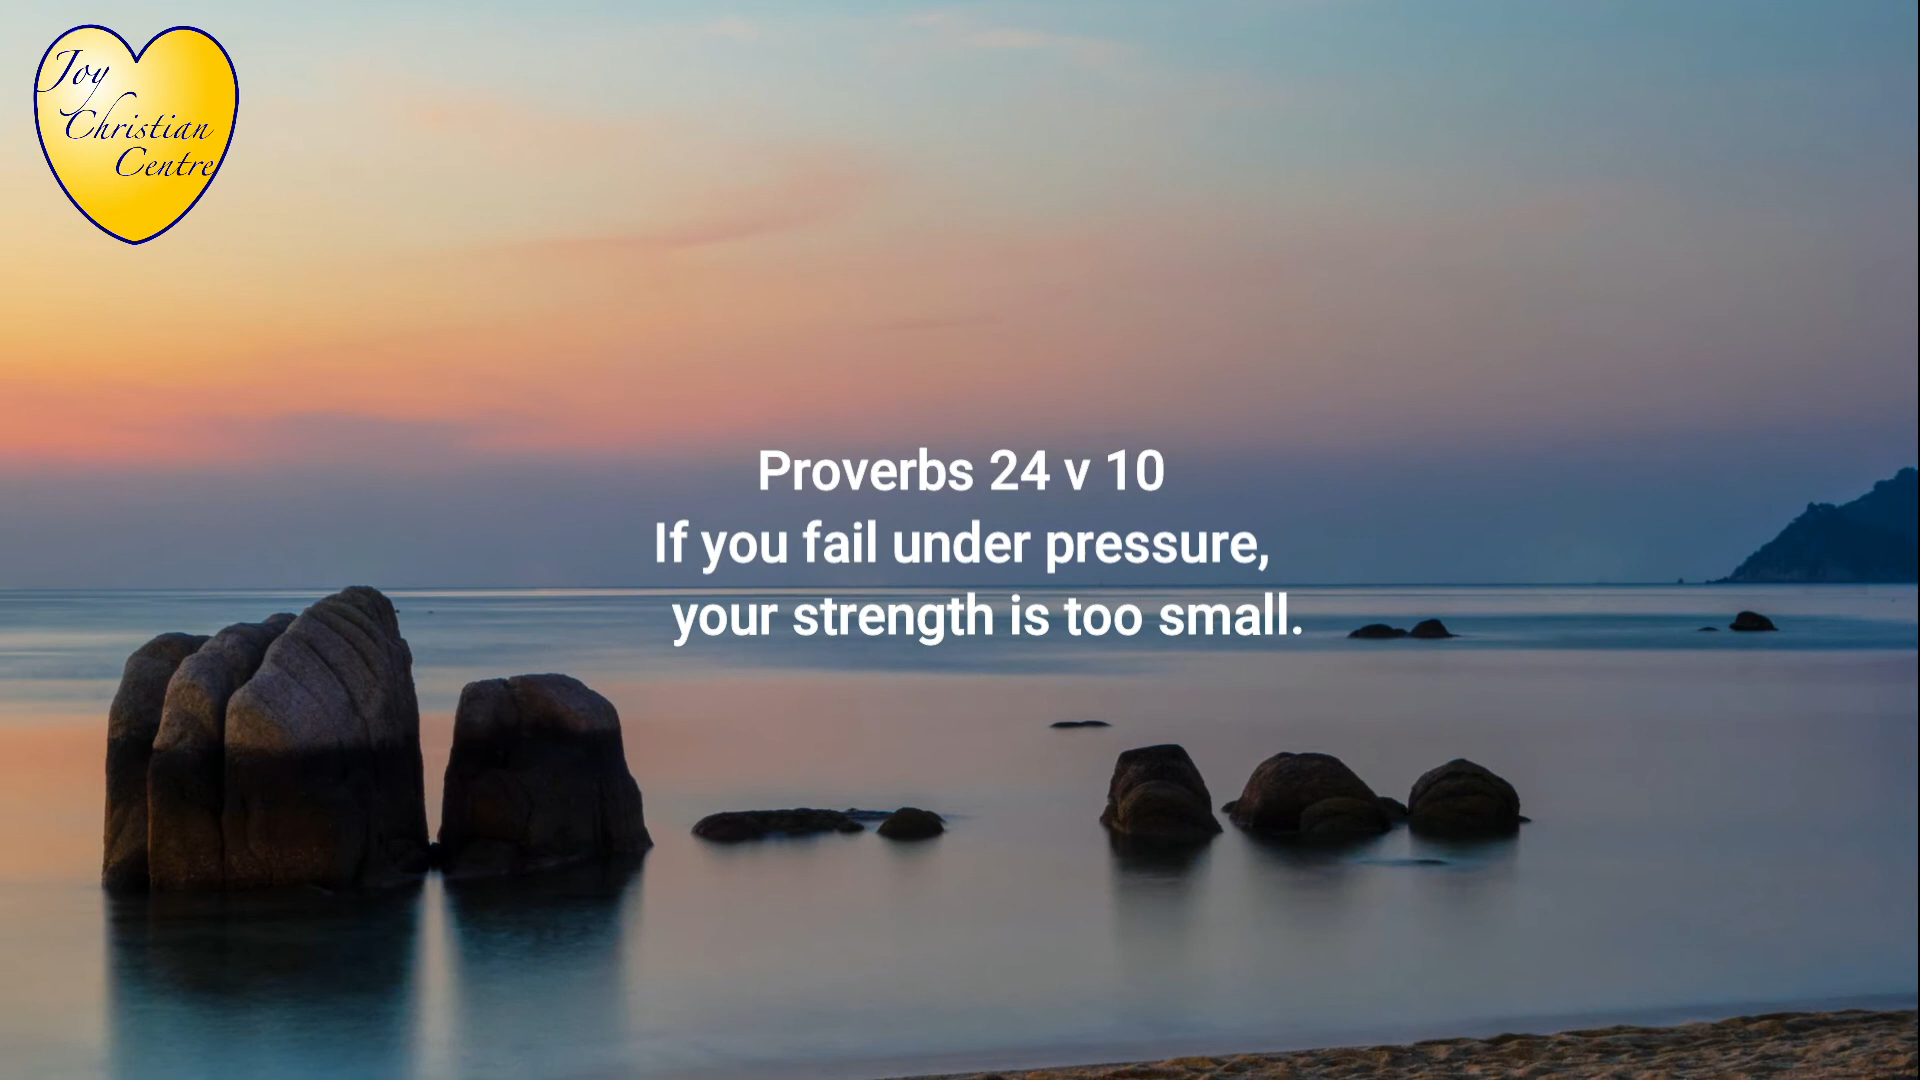 Joy
Christian
Centre
Proverbs 24 v 10
If you fail under pressure,
your strength is too small.